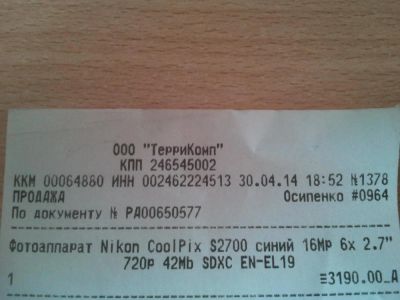 ООО "ТерриКомп"
КПП 246545002
ККМ 00064880 ИНН 002462224513 30.04.14 18:52 №1378
ПРОДАЖА Осипенко #0964
По документу № РА00650577
Фотоаппарат Nikon CoolPix S2700 синий 16Mp 6x 2.7"
720p 42Mb SDXC EN-EL19
1 ≡3190.00_А